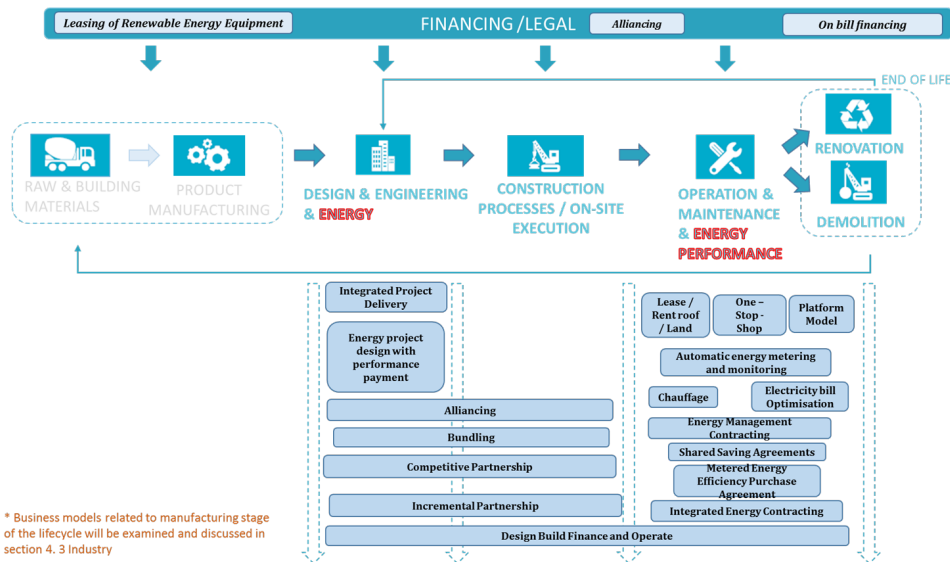 Leasing of Renewable Energy Equipment
FINANCING /LEGAL
Alliancing
On bill financing
END OF LIFE
RAW & BUILDING
MATERIALS
PRODUCT
MANUFACTURING
DESIGN & ENGINEERING
& ENERGY
CONSTRUCTION
PROCESSES / ON-SITE
EXECUTION
OPERATION &
MAINTENANCE
& ENERGY
PERFORMANCE
RENOVATION
DEMOLITION
Integrated Project
Delivery
Energy project
design with
performance
payment
Lease /
Rent roof
/ Land
One –
Stop -
Shop
Platform
Model
Automatic energy metering
and monitoring
Chauffage
Electricity bill
Optimisation
Alliancing
Energy Management
Contracting
Bundling
Shared Saving Agreements
Competitive Partnership
Metered Energy
Efficiency Purchase
Agreement
Incremental Partnership
Integrated Energy Contracting
Design Build Finance and Operate
* Business models related to manufacturing stage
of the lifecycle will be examined and discussed in
section 4. 3 Industry